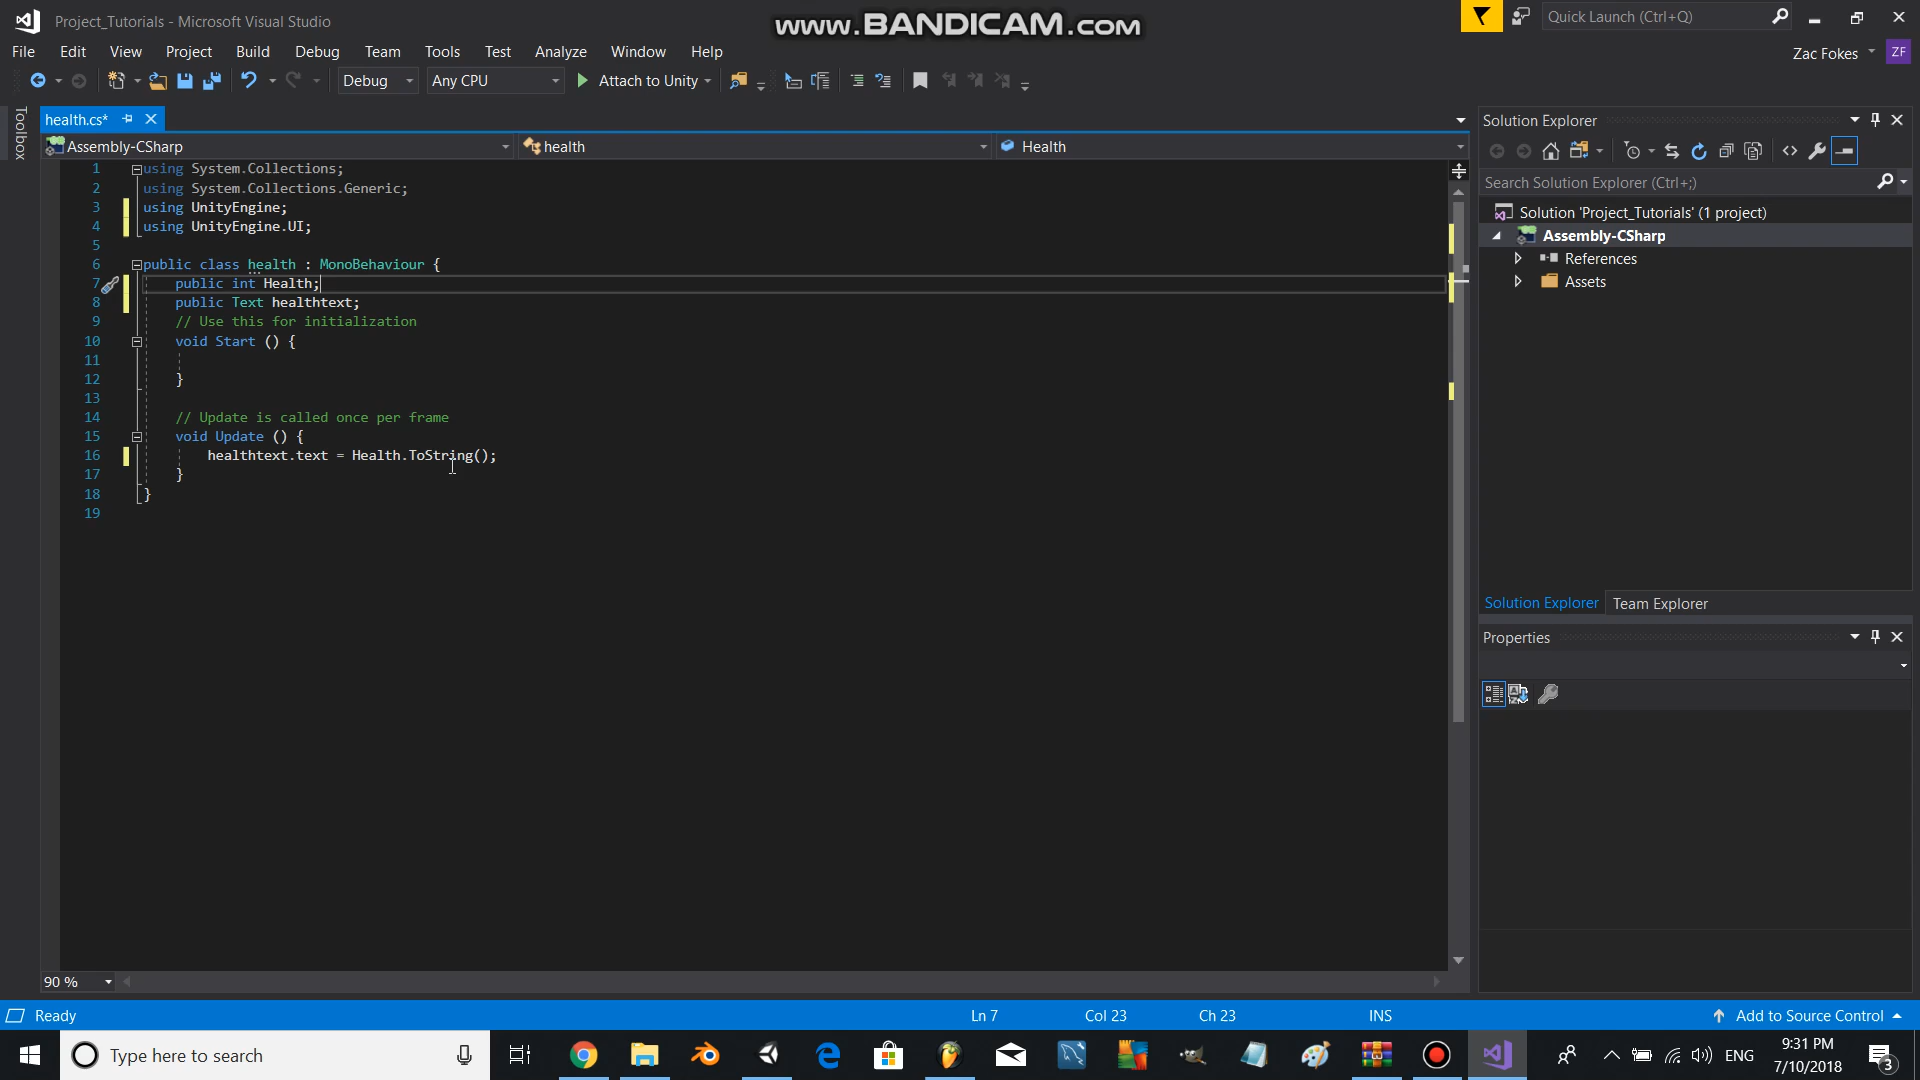 Project_Tutorials - Microsoft Visual Studio
www.BANDICAM.com
Quick Launch (Ctrl+Q)
File Edit View Project Build Debug Team Tools Test Analyze Window Help
Zac Fokes
ZF
Debug Any CPU Attach to Unity
Toolbox
health.cs*
Assembly-CSharp health Health
1 using System.Collections;
2 using System.Collections.Generic;
3 using UnityEngine;
4 using UnityEngine.UI;
5
6 public class health : MonoBehaviour {
7 public int Health;
8 public Text healthtext;
9 // Use this for initialization
10 void Start () {
11
12 }
13
14 // Update is called once per frame
15 void Update () {
16 healthtext.text = Health.ToString();
17 }
18 }
19
90 %
Solution Explorer
Search Solution Explorer (Ctrl+;)
Solution 'Project_Tutorials' (1 project)
Assembly-CSharp
References
Assets
Solution Explorer Team Explorer
Properties
Ready Ln 7 Col 23 Ch 23 INS Add to Source Control
Type here to search
ENG
9:31 PM
7/10/2018
3